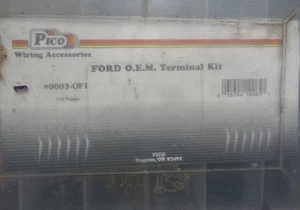 PICO
Wiring Accessories
FORD O.E.M. Terminal Kit
#0003-OF1
PICO
Eugene, OR 97402